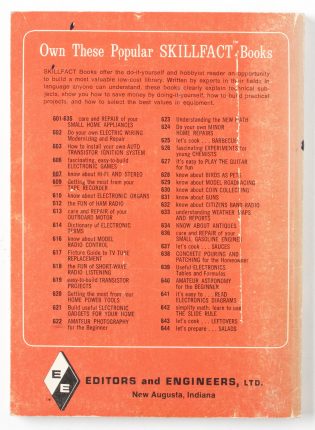 Own These Popular SKILLFACT™ Books
SKILLFACT Books offer the do-it-yourself and hobbyist reader an opportunity
to build a most valuable low-cost library. Written by experts in their fields in
language anyone can understand, these books clearly explain technical sub-
jects, show you how to save money by doing-it-yourself, how to build practical
projects, and how to select the best values in equipment.
601-635 care and REPAIR of your
SMALL HOME APPLIANCES
602 Do your own ELECTRIC WIRING
Modernizing and Repair
603 How to install your own AUTO
TRANSISTOR IGNITION SYSTEM
606 fascinating, easy-to-build
ELECTRONIC GAMES
607 know about HI-FI AND STEREO
609 Getting the most from your
TAPE RECORDER
610 know about ELECTRONIC ORGANS
612 the FUN OF HAM RADIO
613 care and REPAIR of your
OUTBOARD MOTOR
614 Dictionary of ELECTRONIC
TERMS
616 know about MODEL
RADIO CONTROL
617 Picture Guide to TV TUBE
REPLACEMENT
618 the FUN of SHORT-WAVE
RADIO LISTENING
619 easy-to-build TRANSISTOR
PROJECTS
620 Getting the most from your
HOME POWER TOOLS
621 Build useful ELECTRONIC
GADGETS FOR YOUR HOME
622 AMATEUR PHOTOGRAPHY
for the Beginner
623 Understanding the NEW MATH
624 Do your own MINOR
HOME REPAIRS
625 let's cook ... BARBECUE
626 fascinating EXPERIMENTS for
young CHEMISTS
627 it's easy to PLAY THE GUITAR
for fun
628 know about BIRDS AS PETS
629 know about MODEL ROADRACING
630 know about COIN COLLECTING
631 know about GUNS
632 know about CITIZENS BAND RADIO
633 understanding WEATHER MAPS
AND REPORTS
634 KNOW ABOUT ANTIQUES
636 care and REPAIR of your
SMALL GASOLINE ENGINE
637 let's cook ... SAUCES
638 CONCRETE POURING AND
PATCHING for the Homeowner
639 Useful ELECTRONICS
Tables and Formulas
640 AMATEUR ASTRONOMY
for the BEGINNER
641 it's easy to ... READ
ELECTRONICS DIAGRAMS
642 simplify math, learn to use
THE SLIDE RULE
643 let's cook ... LEFTOVERS
644 let's prepare ... SALADS
E E
EDITORS and ENGINEERS, LTD.
New Augusta, Indiana